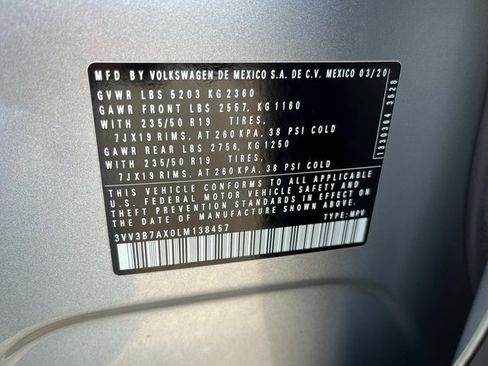 MFD BY VOLKSWAGEN DE MEXICO S.A. DE C.V. MEXICO 03/20
GVWR LBS 5203 KG 2360
GAWR FRONT LBS 2557, KG 1160
WITH 235/50 R19 TIRES,
7JX19 RIMS, AT 260 KPA, 38 PSI COLD
GAWR REAR LBS 2756, KG 1250
WITH 235/50 R19 TIRES,
7JX19 RIMS, AT 260 KPA, 38 PSI COLD
THIS VEHICLE CONFORMS TO ALL APPLICABLE
U.S. FEDERAL MOTOR VEHICLE SAFETY AND
THEFT PREVENTION STANDARDS IN EFFECT ON
THE DATE OF MANUFACTURE SHOWN ABOVE.
3VV3B7AX0LM138457
TYPE: MPV
1330304 3528